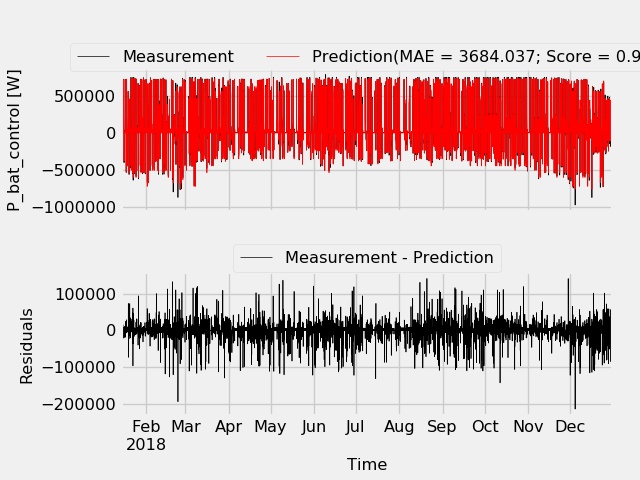 Measurement
Prediction(MAE = 3684.037; Score = 0.9
P_bat_control [W]
500000
0
−500000
−1000000
Measurement - Prediction
Residuals
100000
0
−100000
−200000
Feb Mar Apr May Jun Jul Aug Sep Oct Nov Dec
2018
Time